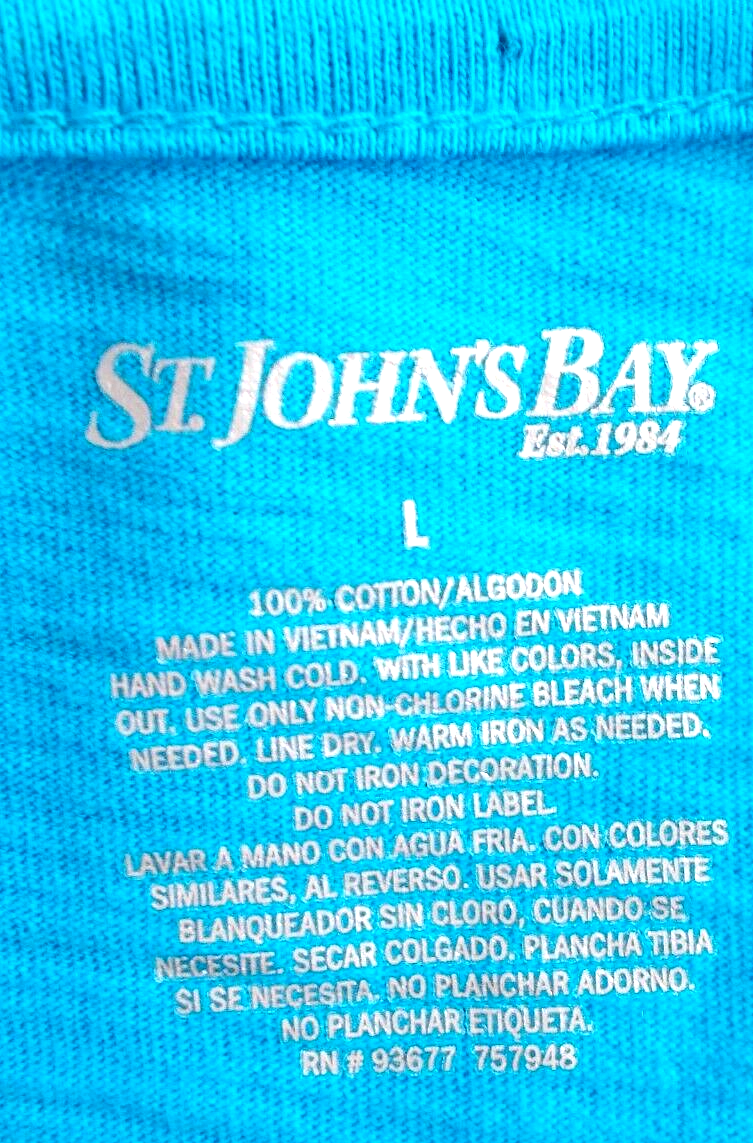 ST. JOHN'S BAY®
Est. 1984
L
100% COTTON/ALGODON
MADE IN VIETNAM/HECHO EN VIETNAM
HAND WASH COLD. WITH LIKE COLORS, INSIDE
OUT. USE ONLY NON-CHLORINE BLEACH WHEN
NEEDED. LINE DRY. WARM IRON AS NEEDED.
DO NOT IRON DECORATION.
DO NOT IRON LABEL.
LAVAR A MANO CON AGUA FRIA. CON COLORES
SIMILARES, AL REVERSO. USAR SOLAMENTE
BLANQUEADOR SIN CLORO, CUANDO SE
NECESITE. SECAR COLGADO. PLANCHA TIBIA
SI SE NECESITA. NO PLANCHAR ADORNO.
NO PLANCHAR ETIQUETA.
RN # 93677 757948